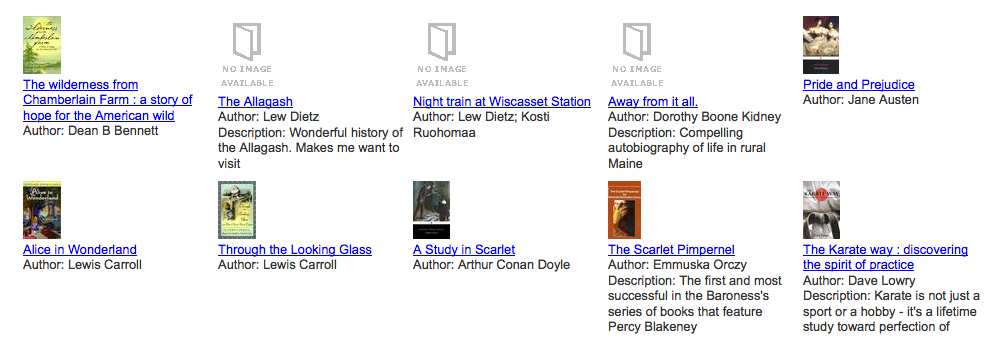 NO IMAGE
AVAILABLE
NO IMAGE
AVAILABLE
NO IMAGE
AVAILABLE
The wilderness from
Chamberlain Farm : a story of
hope for the American wild
Author: Dean B Bennett
The Allagash
Author: Lew Dietz
Description: Wonderful history of
the Allagash. Makes me want to
visit
Night train at Wiscasset Station
Author: Lew Dietz; Kosti
Ruohomaa
Away from it all.
Author: Dorothy Boone Kidney
Description: Compelling
autobiography of life in rural
Maine
Pride and Prejudice
Author: Jane Austen
Alice in Wonderland
Author: Lewis Carroll
Through the Looking Glass
Author: Lewis Carroll
A Study in Scarlet
Author: Arthur Conan Doyle
The Scarlet Pimpernel
Author: Emmuska Orczy
Description: The first and most
successful in the Baroness's
series of books that feature
Percy Blakeney
KARATE WAY
The Karate way : discovering
the spirit of practice
Author: Dave Lowry
Description: Karate is not just a
sport or a hobby - it's a lifetime
study toward perfection of